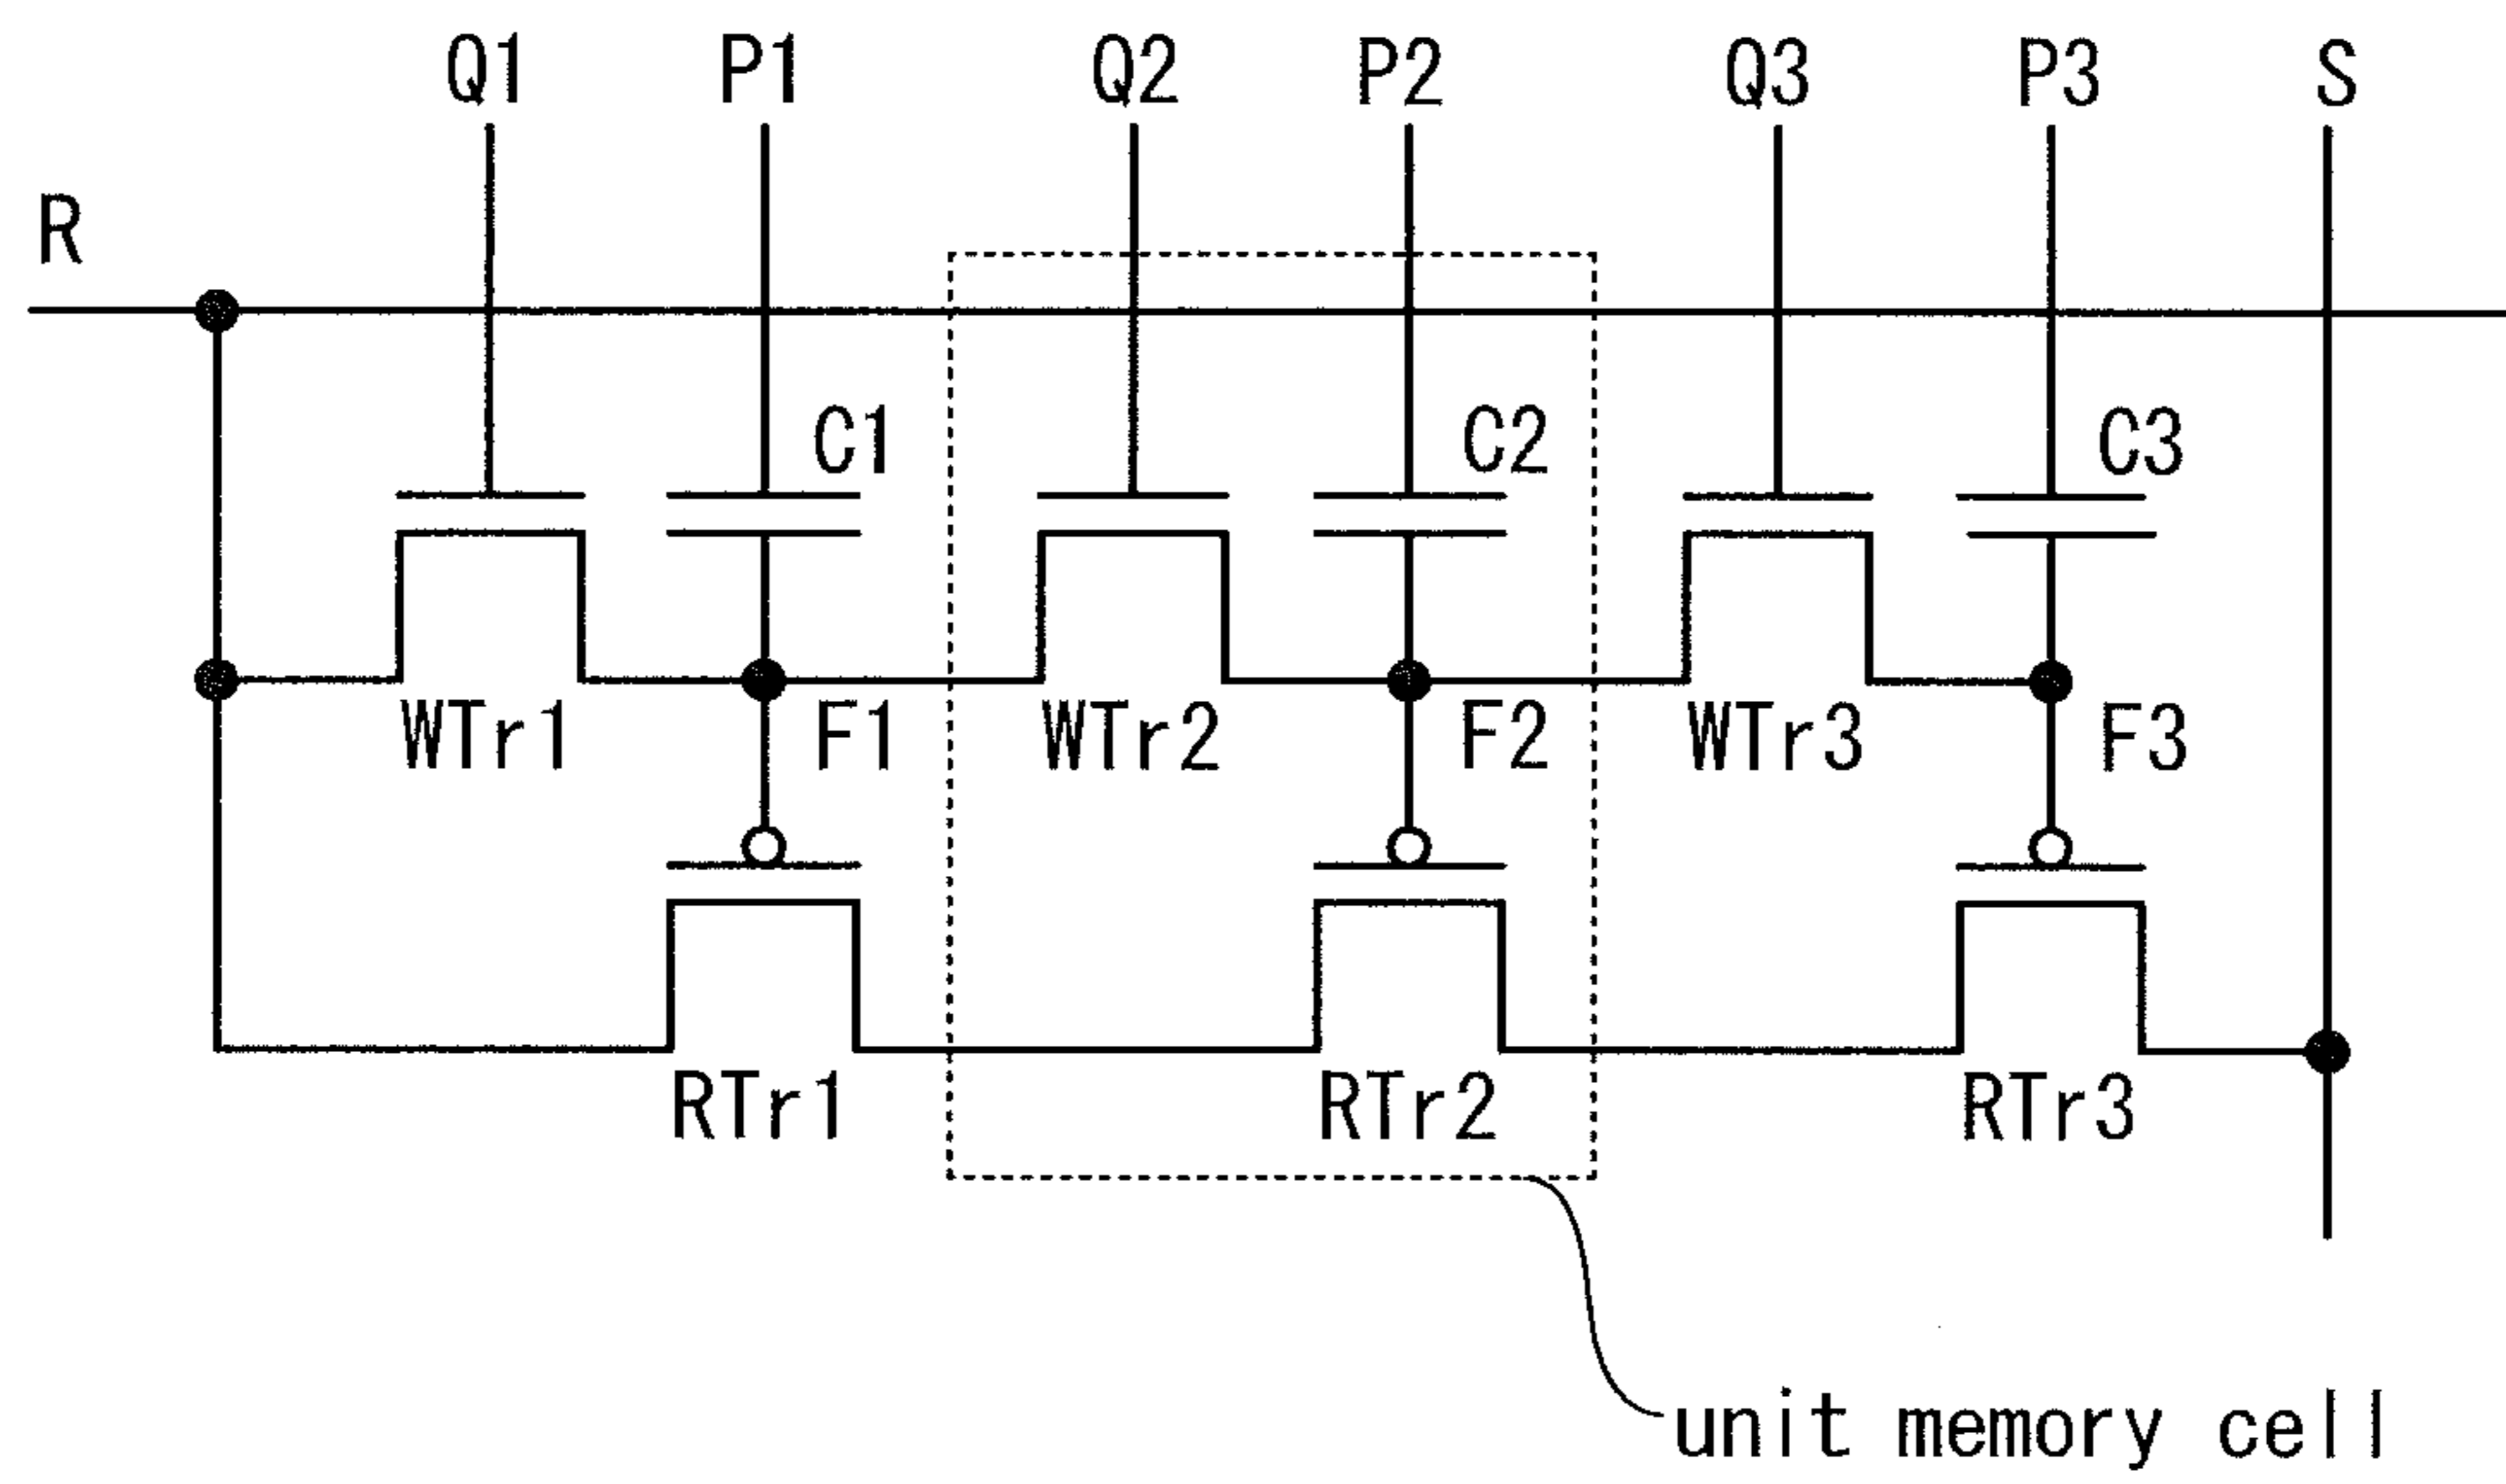 Q1 P1 Q2 P2 Q3 P3 S
R
C1 C2 C3
WTr1 F1 WTr2 F2 WTr3 F3
RTr1 RTr2 RTr3
unit memory cell